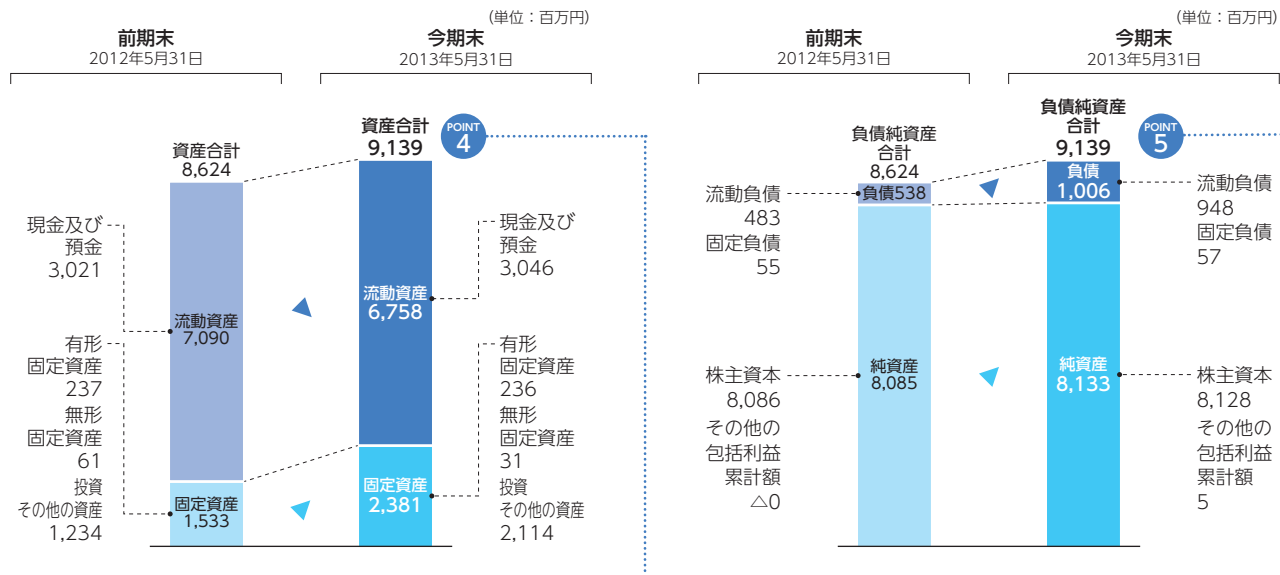 (単位：百万円)
前期末
2012年5月31日
今期末
2013年5月31日
資産合計
8,624
資産合計
9,139
POINT
4
現金及び
預金
3,021
流動資産
7,090
有形
固定資産
237
無形
固定資産
61
投資
その他の資産
1,234
固定資産
1,533
流動資産
6,758
固定資産
2,381
現金及び
預金
3,046
有形
固定資産
236
無形
固定資産
31
投資
その他の資産
2,114
(単位：百万円)
前期末
2012年5月31日
今期末
2013年5月31日
負債純資産
合計
8,624
負債純資産
合計
9,139
POINT
5
流動負債
483
固定負債
55
負債538
負債
1,006
流動負債
948
固定負債
57
株主資本
8,086
その他の
包括利益
累計額
△0
純資産
8,085
純資産
8,133
株主資本
8,128
その他の
包括利益
累計額
5